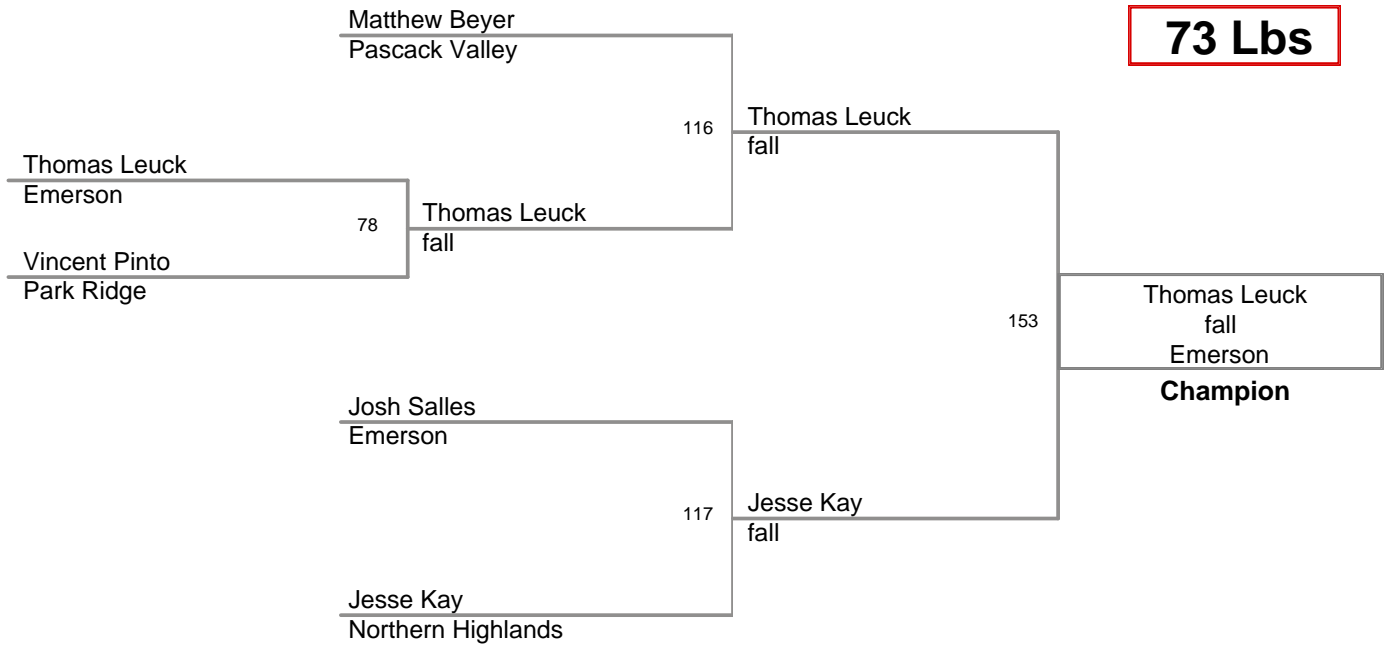 Matthew Beyer
Pascack Valley
73 Lbs
116
Thomas Leuck
fall
Thomas Leuck
Emerson
78
Thomas Leuck
fall
Vincent Pinto
Park Ridge
153
Thomas Leuck
fall
Emerson
Champion
Josh Salles
Emerson
117
Jesse Kay
fall
Jesse Kay
Northern Highlands